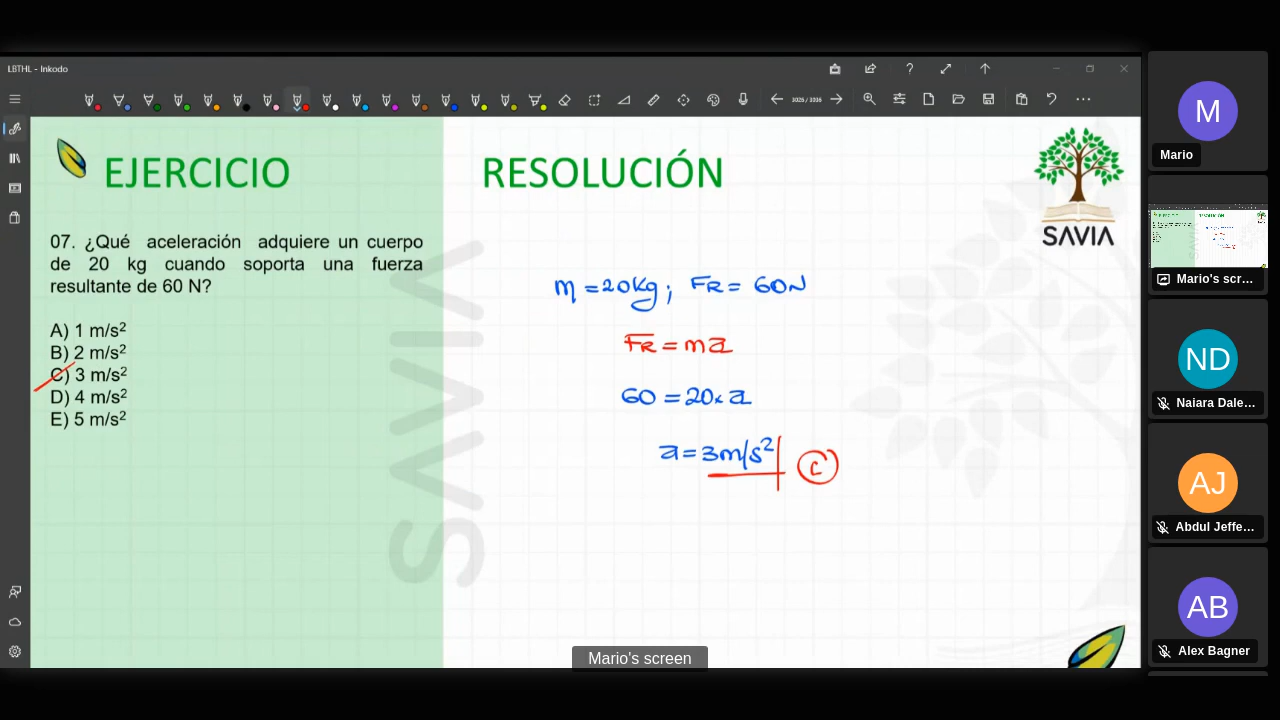 LBTHL - Inkodo
3025 / 3358
EJERCICIO
07. ¿Qué aceleración adquiere un cuerpo
de 20 kg cuando soporta una fuerza
resultante de 60 N?
A) 1 m/s²
B) 2 m/s²
C) 3 m/s²
D) 4 m/s²
E) 5 m/s²
RESOLUCIÓN
m = 20kg ; FR = 60N
FR = ma
60 = 20 x a
a = 3m/s² C
SAVIA
SAVIA
Mario's screen
M
Mario
Mario's scr...
ND
Naiara Dale...
AJ
Abdul Jeffe...
AB
Alex Bagner